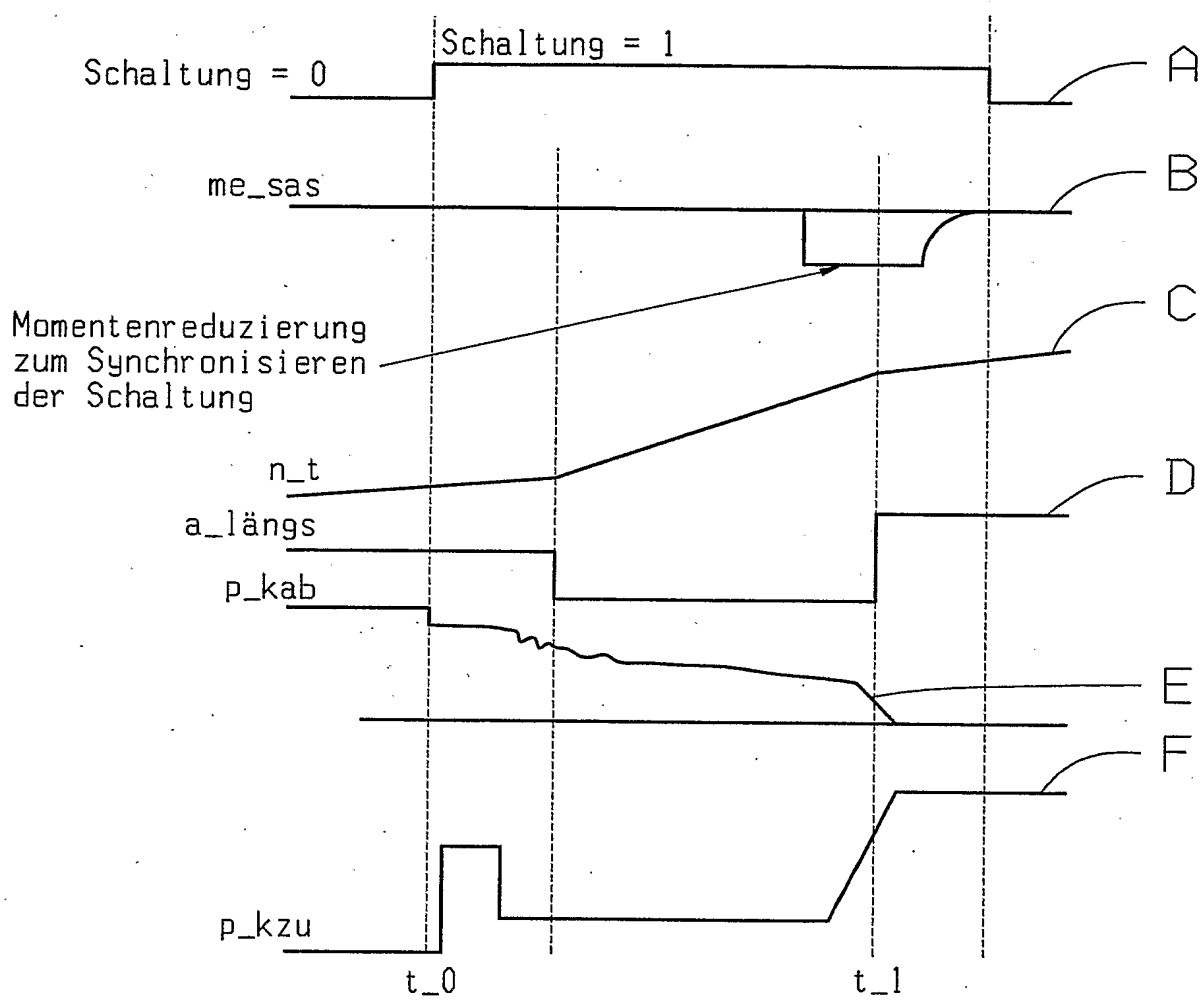 Schaltung = 1
Schaltung = 0
A
me_sas
B
Momentenreduzierung
zum Synchronisieren
der Schaltung
C
n_t
D
a_längs
p_kab
E
F
p_kzu
t_0
t_1